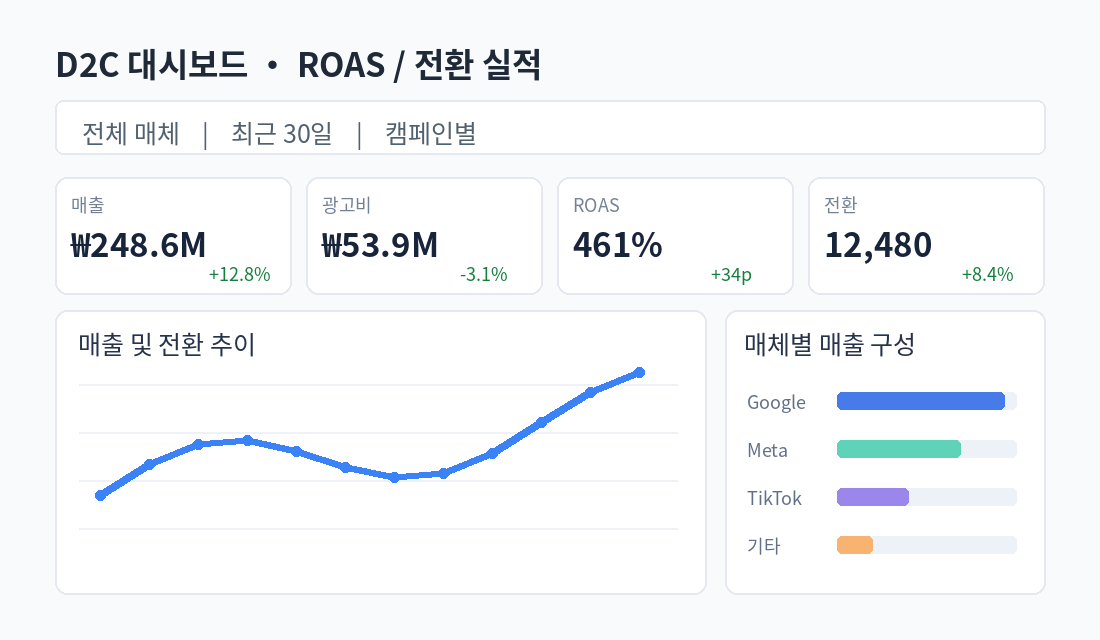 D2C 대시보드 · ROAS / 전환 실적
전체 매체 | 최근 30일 | 캠페인별
매출
₩248.6M
+12.8%
광고비
₩53.9M
-3.1%
ROAS
461%
+34p
전환
12,480
+8.4%
매출 및 전환 추이
매체별 매출 구성
Google
Meta
TikTok
기타